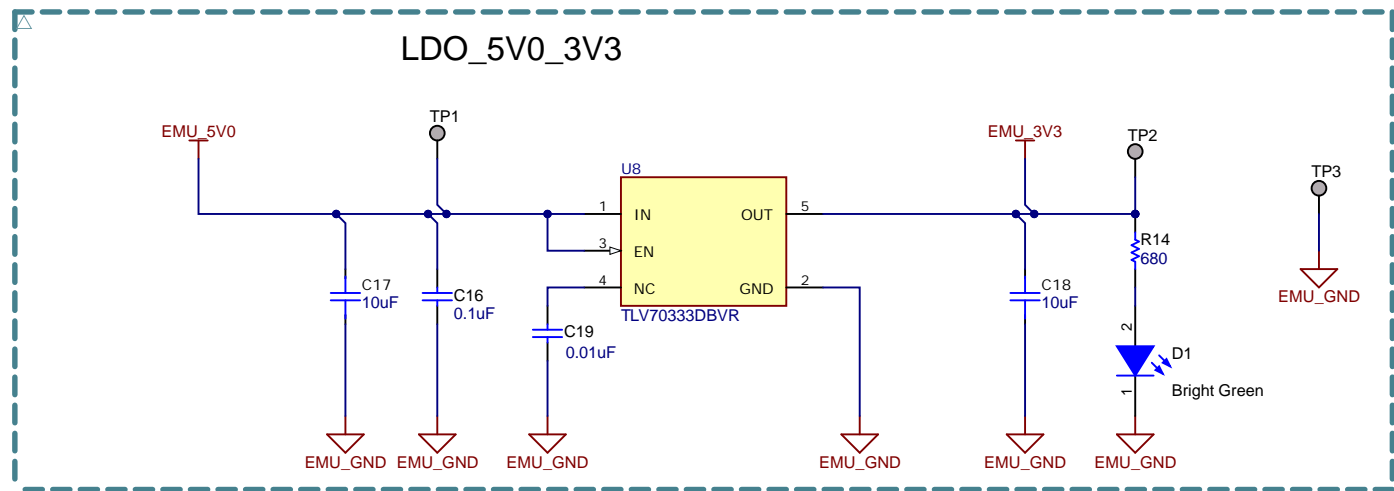 LDO_5V0_3V3
EMU_5V0
TP1
EMU_3V3
TP2
TP3
U8
1
IN
OUT
5
3
EN
4
NC
GND
2
TLV70333DBVR
R14
680
EMU_GND
C17
10uF
C16
0.1uF
C19
0.01uF
C18
10uF
2
D1
1
Bright Green
EMU_GND
EMU_GND
EMU_GND
EMU_GND
EMU_GND
EMU_GND